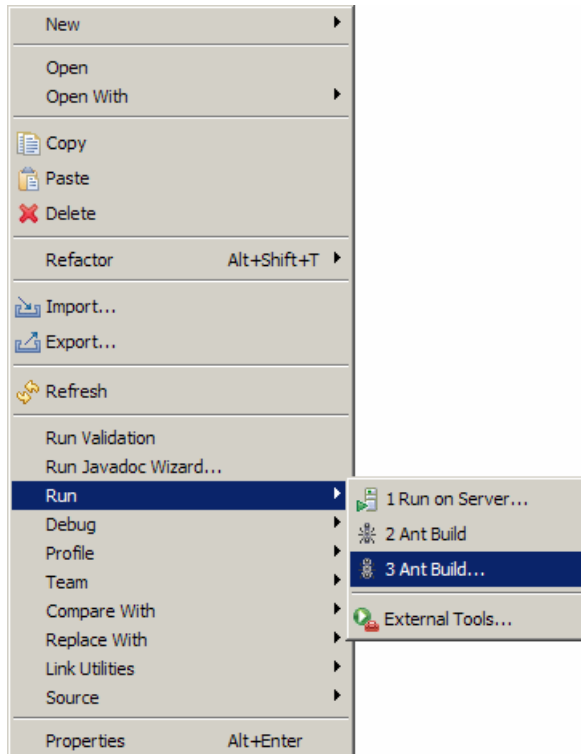 New
Open
Open With
Copy
Paste
Delete
Refactor Alt+Shift+T
Import...
Export...
Refresh
Run Validation
Run Javadoc Wizard...
Run
Debug
Profile
Team
Compare With
Replace With
Link Utilities
Source
Properties Alt+Enter
1 Run on Server...
2 Ant Build
3 Ant Build...
External Tools...